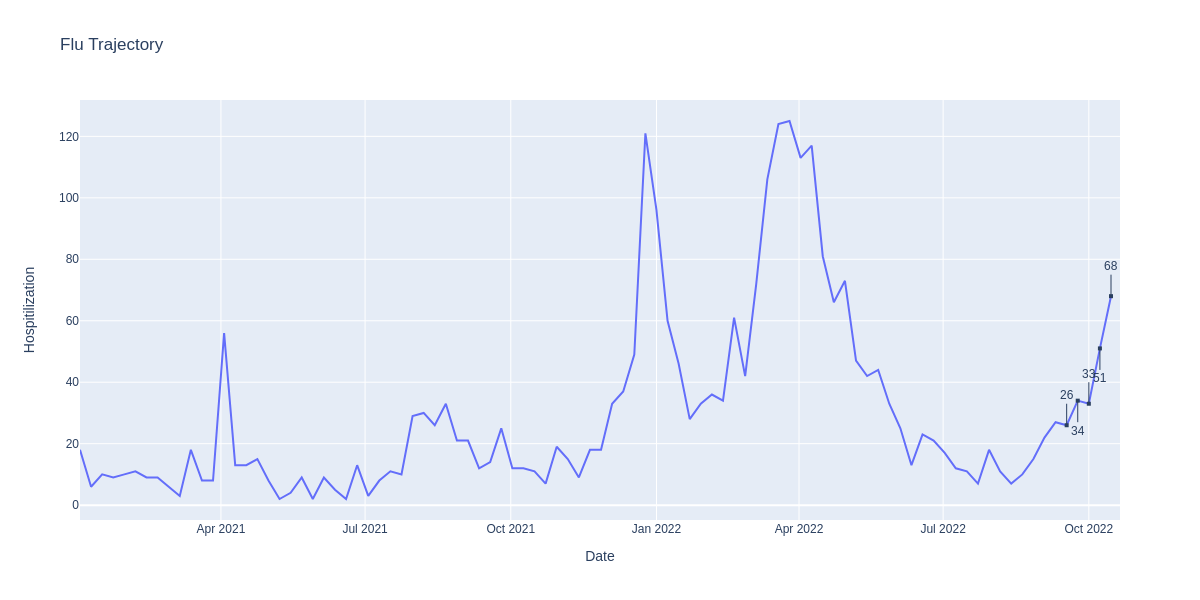 Flu Trajectory
120
100
80
60
40
20
0
Hospitilization
68
33
51
26
34
Apr 2021
Jul 2021
Oct 2021
Jan 2022
Apr 2022
Jul 2022
Oct 2022
Date